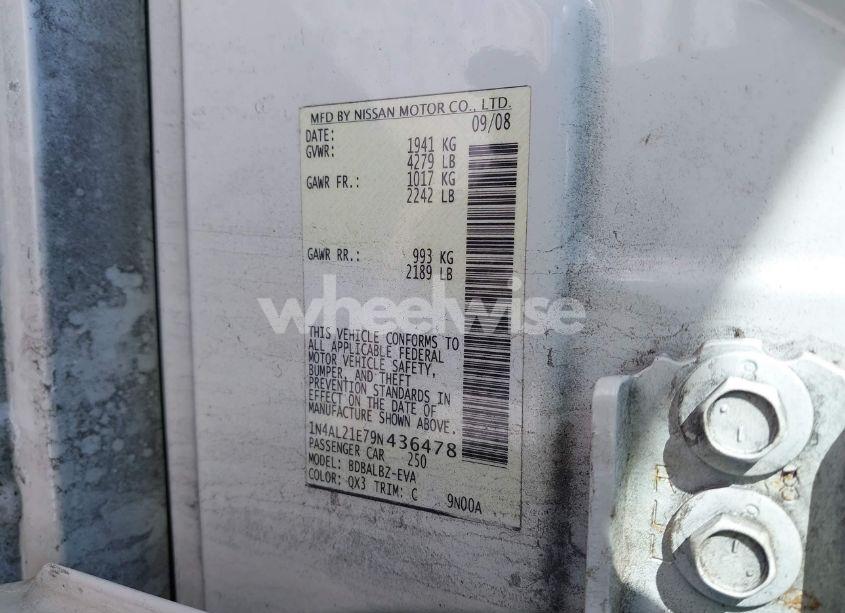 MFD BY NISSAN MOTOR CO., LTD.
DATE: 09/08
GVWR: 1941 KG
4279 LB
GAWR FR.: 1017 KG
2242 LB
GAWR RR.: 993 KG
2189 LB
wheelwise
THIS VEHICLE CONFORMS TO
ALL APPLICABLE FEDERAL
MOTOR VEHICLE SAFETY,
BUMPER, AND THEFT
PREVENTION STANDARDS IN
EFFECT ON THE DATE OF
MANUFACTURE SHOWN ABOVE.
1N4AL21E79N436478
PASSENGER CAR 250
MODEL: BDBALBZ-EVA
COLOR: QX3 TRIM: C 9N00A